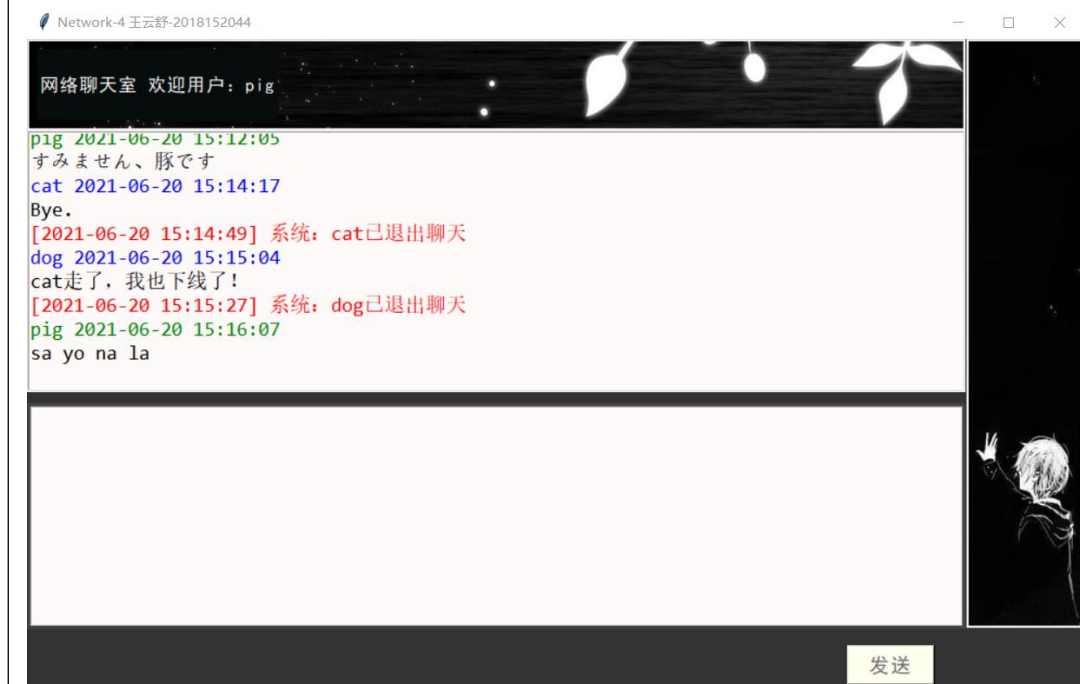 Network-4 王云舒-2018152044
网络聊天室 欢迎用户：pig
pig 2021-06-20 15:12:05
すみません、豚です
cat 2021-06-20 15:14:17
Bye.
[2021-06-20 15:14:49] 系统：cat已退出聊天
dog 2021-06-20 15:15:04
cat走了，我也下线了！
[2021-06-20 15:15:27] 系统：dog已退出聊天
pig 2021-06-20 15:16:07
sa yo na la
发送